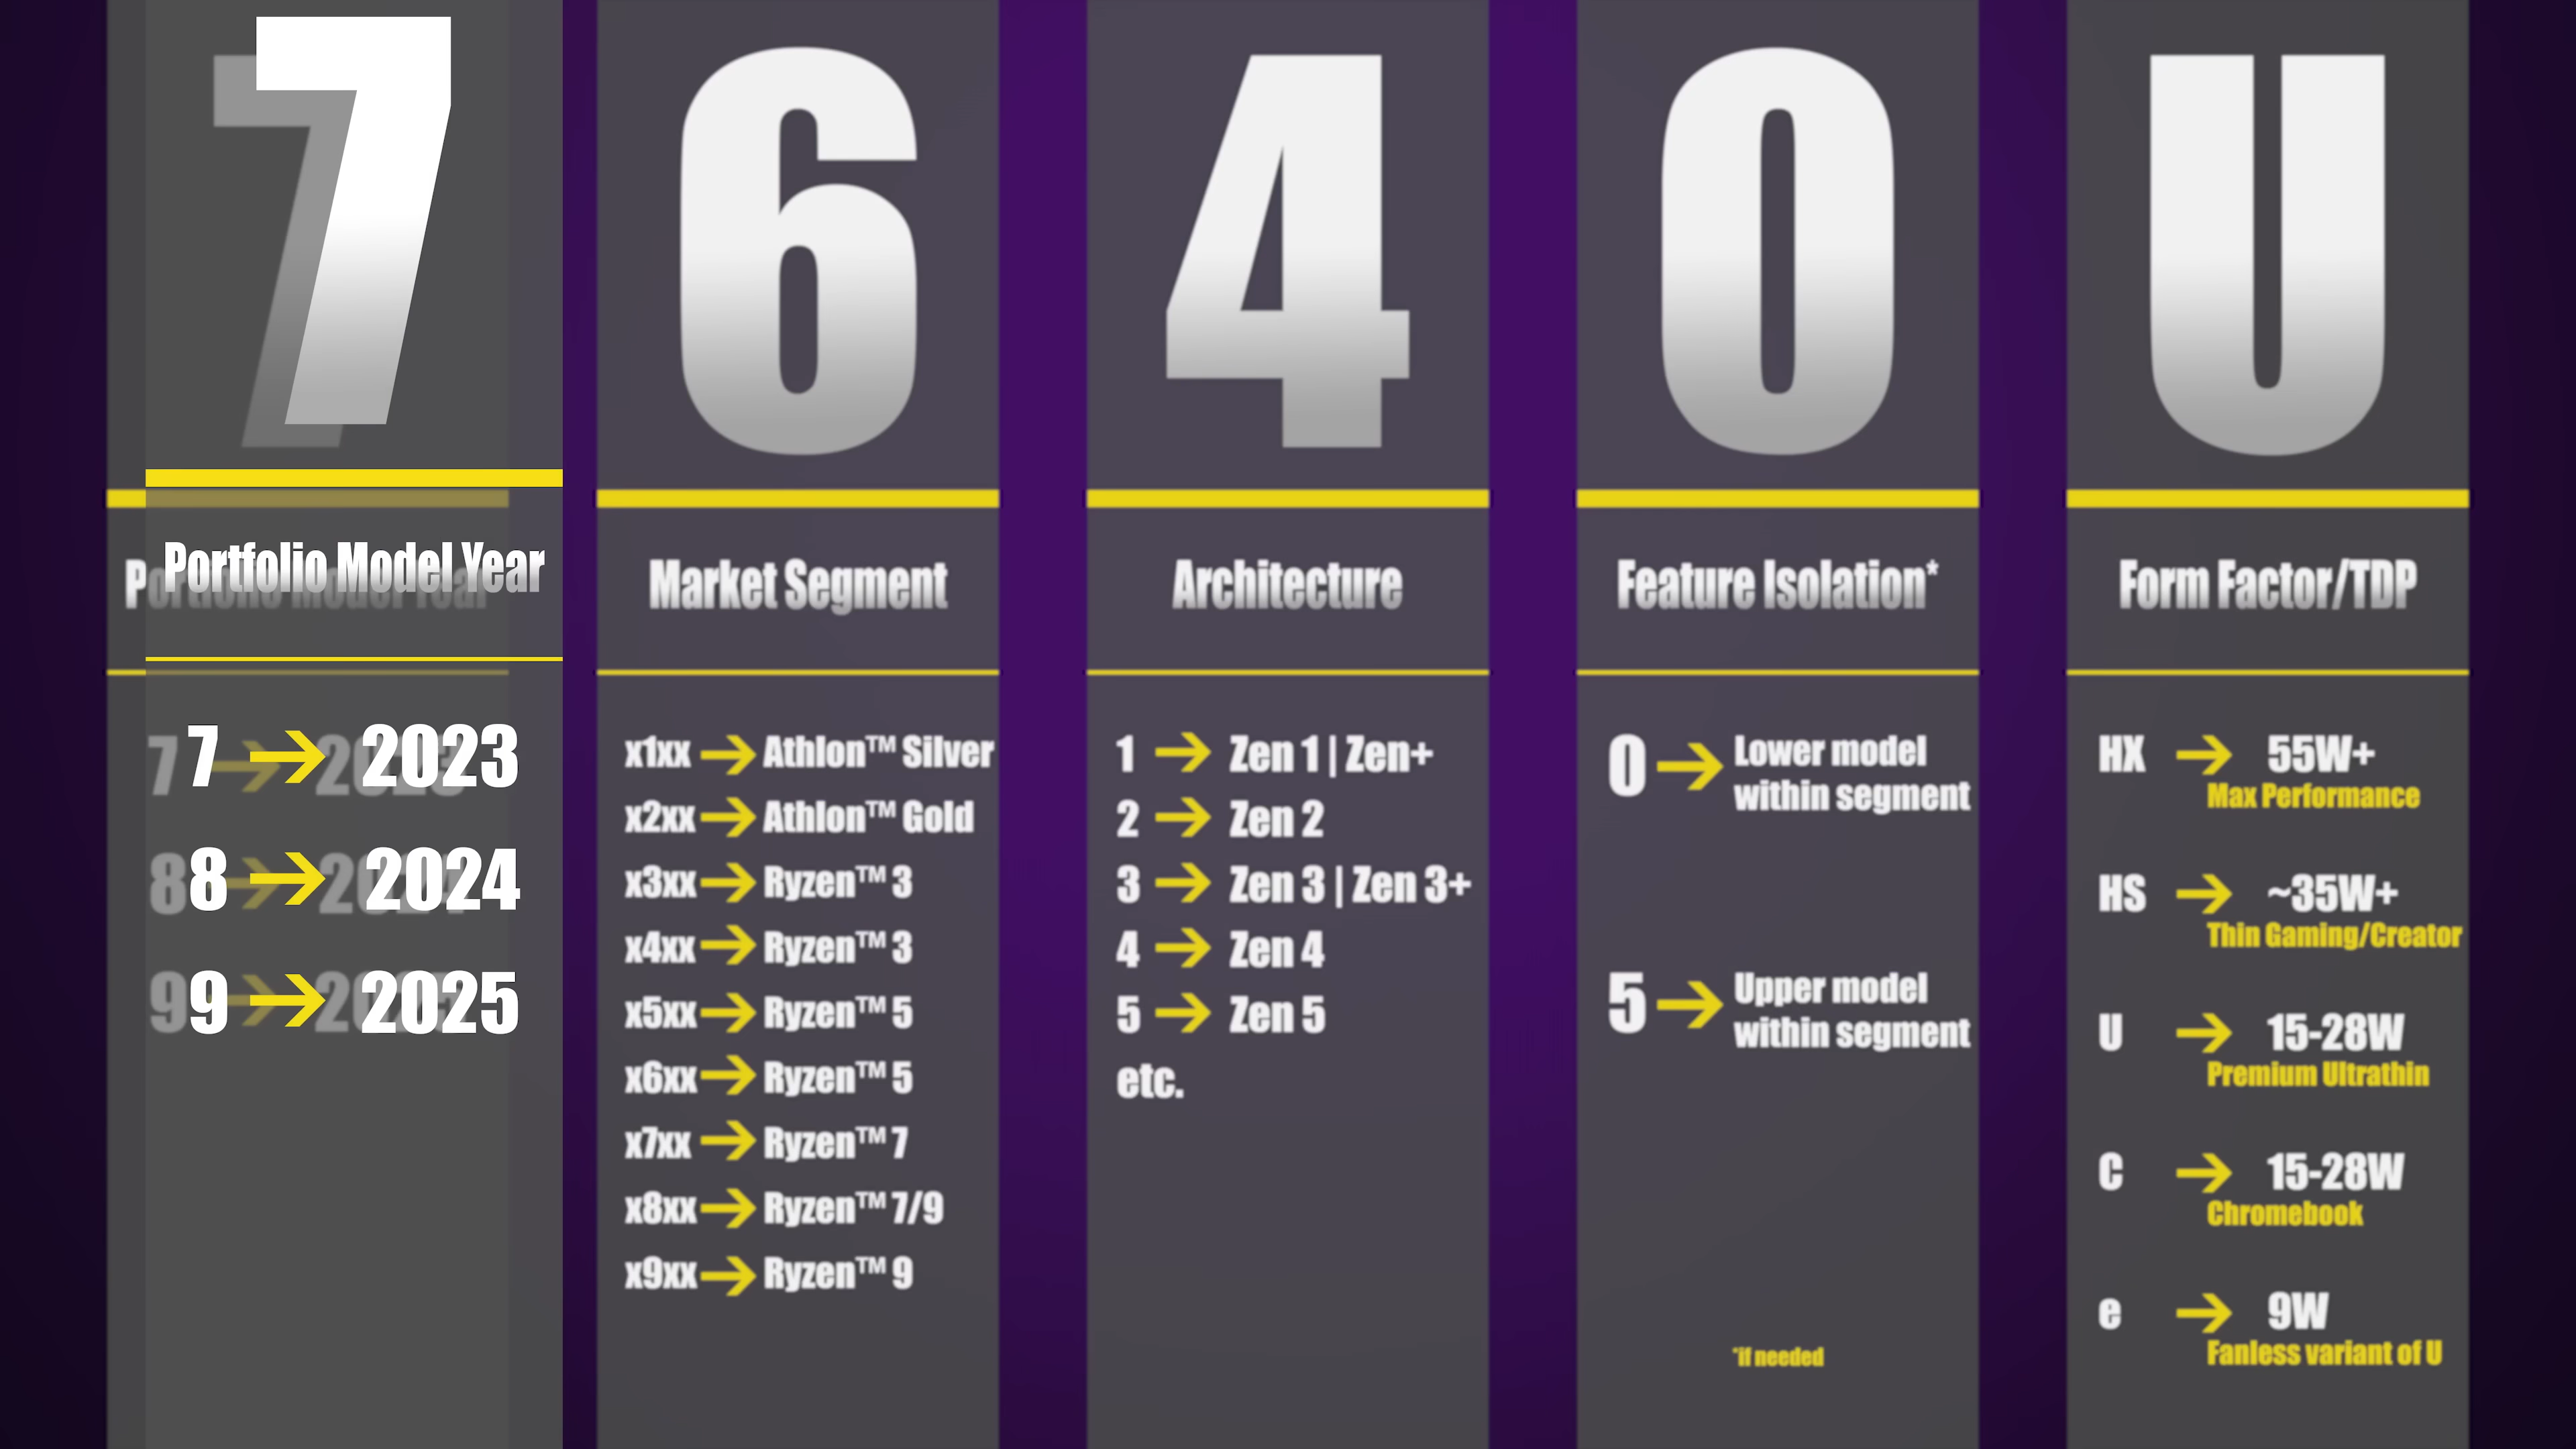 7
Portfolio Model Year
7 → 2023
8 → 2024
9 → 2025
6
Market Segment
x1xx → Athlon™ Silver
x2xx → Athlon™ Gold
x3xx → Ryzen™ 3
x4xx → Ryzen™ 3
x5xx → Ryzen™ 5
x6xx → Ryzen™ 5
x7xx → Ryzen™ 7
x8xx → Ryzen™ 7/9
x9xx → Ryzen™ 9
4
Architecture
1 → Zen 1 | Zen+
2 → Zen 2
3 → Zen 3 | Zen 3+
4 → Zen 4
5 → Zen 5
etc.
0
Feature Isolation*
0 → Lower model
within segment
5 → Upper model
within segment
*if needed
U
Form Factor/TDP
HX → 55W+
Max Performance
HS → ~35W+
Thin Gaming/Creator
U → 15-28W
Premium Ultrathin
C → 15-28W
Chromebook
e → 9W
Fanless variant of U